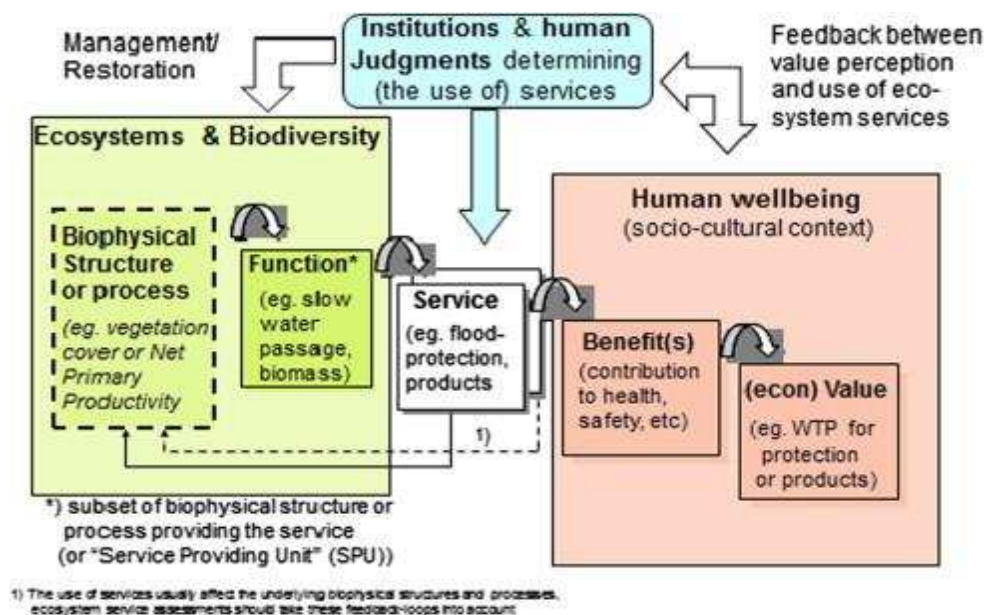 Management/
Restoration
Institutions & human
Judgments determining
(the use of) services
Feedback between
value perception
and use of eco-
system services
Ecosystems & Biodiversity
Biophysical
Structure
or process
(eg. vegetation
cover or Net
Primary
Productivity
Function*
(eg. slow
water
passage,
biomass)
Service
(eg. flood-
protection,
products
Human wellbeing
(socio-cultural context)
Benefit(s)
(contribution
to health,
safety, etc)
(econ) Value
(eg. WTP for
protection
or products)
1)
*) subset of biophysical structure or
process providing the service
(or "Service Providing Unit" (SPU))
1) The use of services usually affect the underlying biophysical structures and processes,
ecosystem service assessments should take these feedback-loops into account